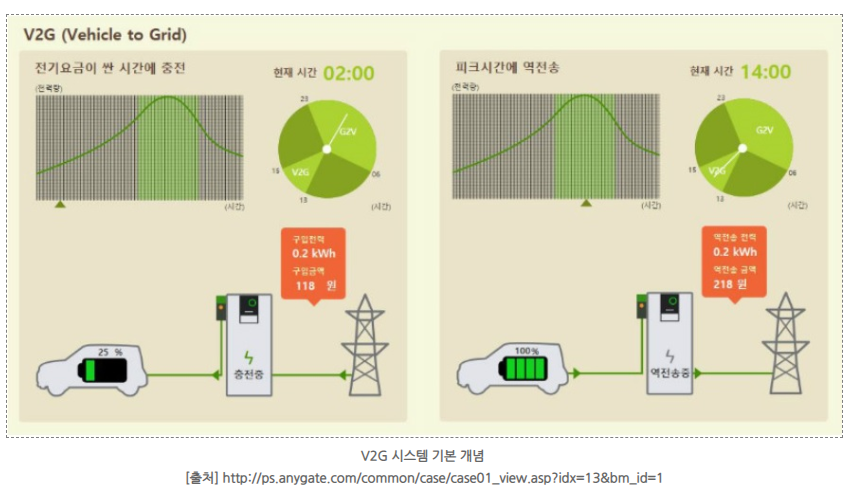 V2G (Vehicle to Grid)
전기요금이 싼 시간에 충전
현재 시간 02:00
(전력량)
23
G2V
V2G
15
06
13
(시간)
(시간)
구입전력
0.2 kWh
구입금액
118 원
25 %
충전중
피크시간에 역전송
현재 시간 14:00
(전력량)
23
G2V
V2G
15
06
13
(시간)
(시간)
역전송 전력
0.2 kWh
역전송 금액
218 원
100%
역전송중
V2G 시스템 기본 개념
[출처] http://ps.anygate.com/common/case/case01_view.asp?idx=13&bm_id=1